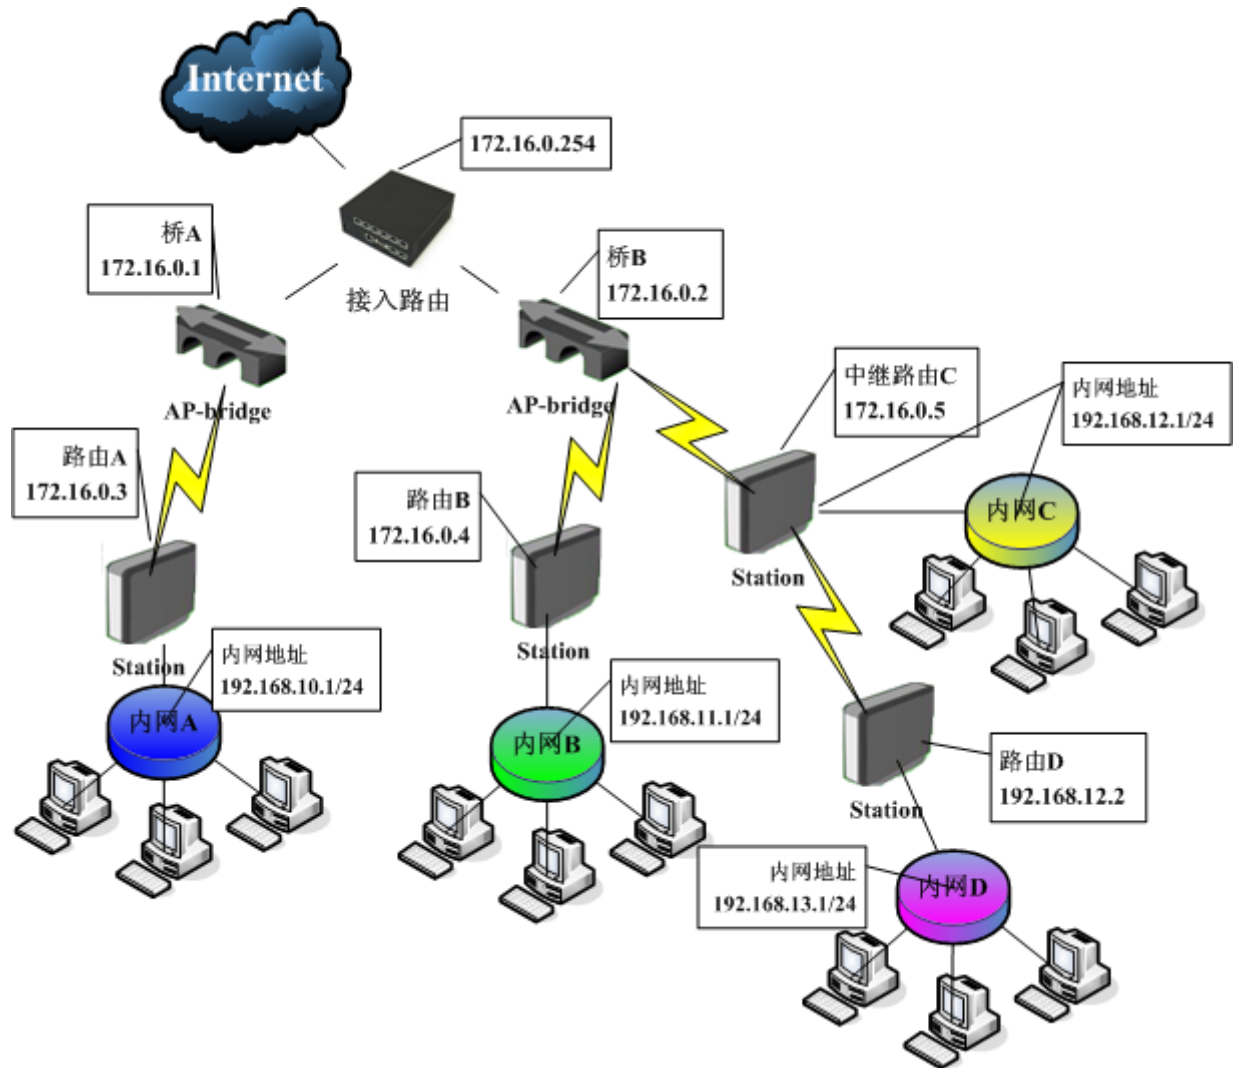 Internet
172.16.0.254
桥A
172.16.0.1
桥B
172.16.0.2
接入路由
AP-bridge
AP-bridge
中继路由C
172.16.0.5
内网地址
192.168.12.1/24
路由A
172.16.0.3
路由B
172.16.0.4
内网C
Station
Station
Station
内网地址
192.168.10.1/24
内网地址
192.168.11.1/24
内网A
内网B
路由D
192.168.12.2
Station
内网地址
192.168.13.1/24
内网D